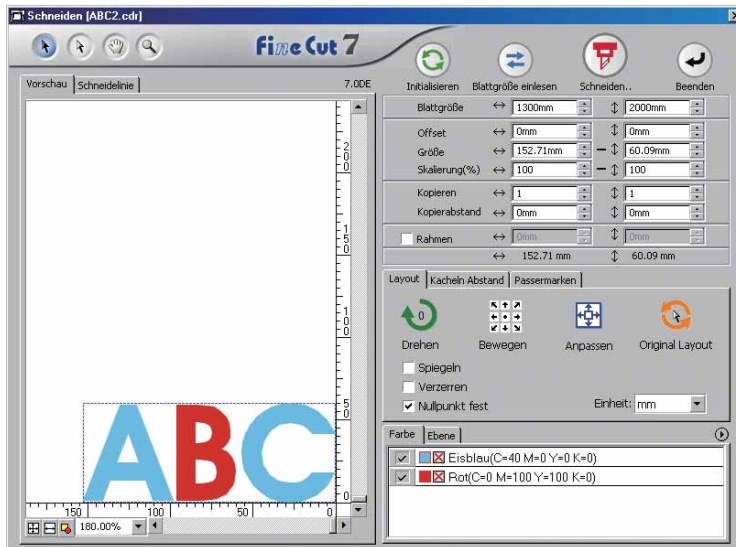 Schneiden [ABC2.cdr]
Fine Cut 7
Initialisieren Blattgröße einlesen Schneiden.. Beenden
Vorschau Schneidelinie 7.0DE
Blattgröße 1300mm 2000mm
Offset 0mm 0mm
Größe 152.71mm 60.09mm
Skalierung(%) 100 100
Kopieren 1 1
Kopierabstand 0mm 0mm
Rahmen 0mm 0mm
152.71 mm 60.09 mm
Layout Kacheln Abstand Passermarken
0
Drehen Bewegen Anpassen Original Layout
Spiegeln
Verzerren
Nullpunkt fest Einheit: mm
Farbe Ebene
Eisblau(C=40 M=0 Y=0 K=0)
Rot(C=0 M=100 Y=100 K=0)
200
150
100
50
0
ABC
150 100 50 0
180.00%